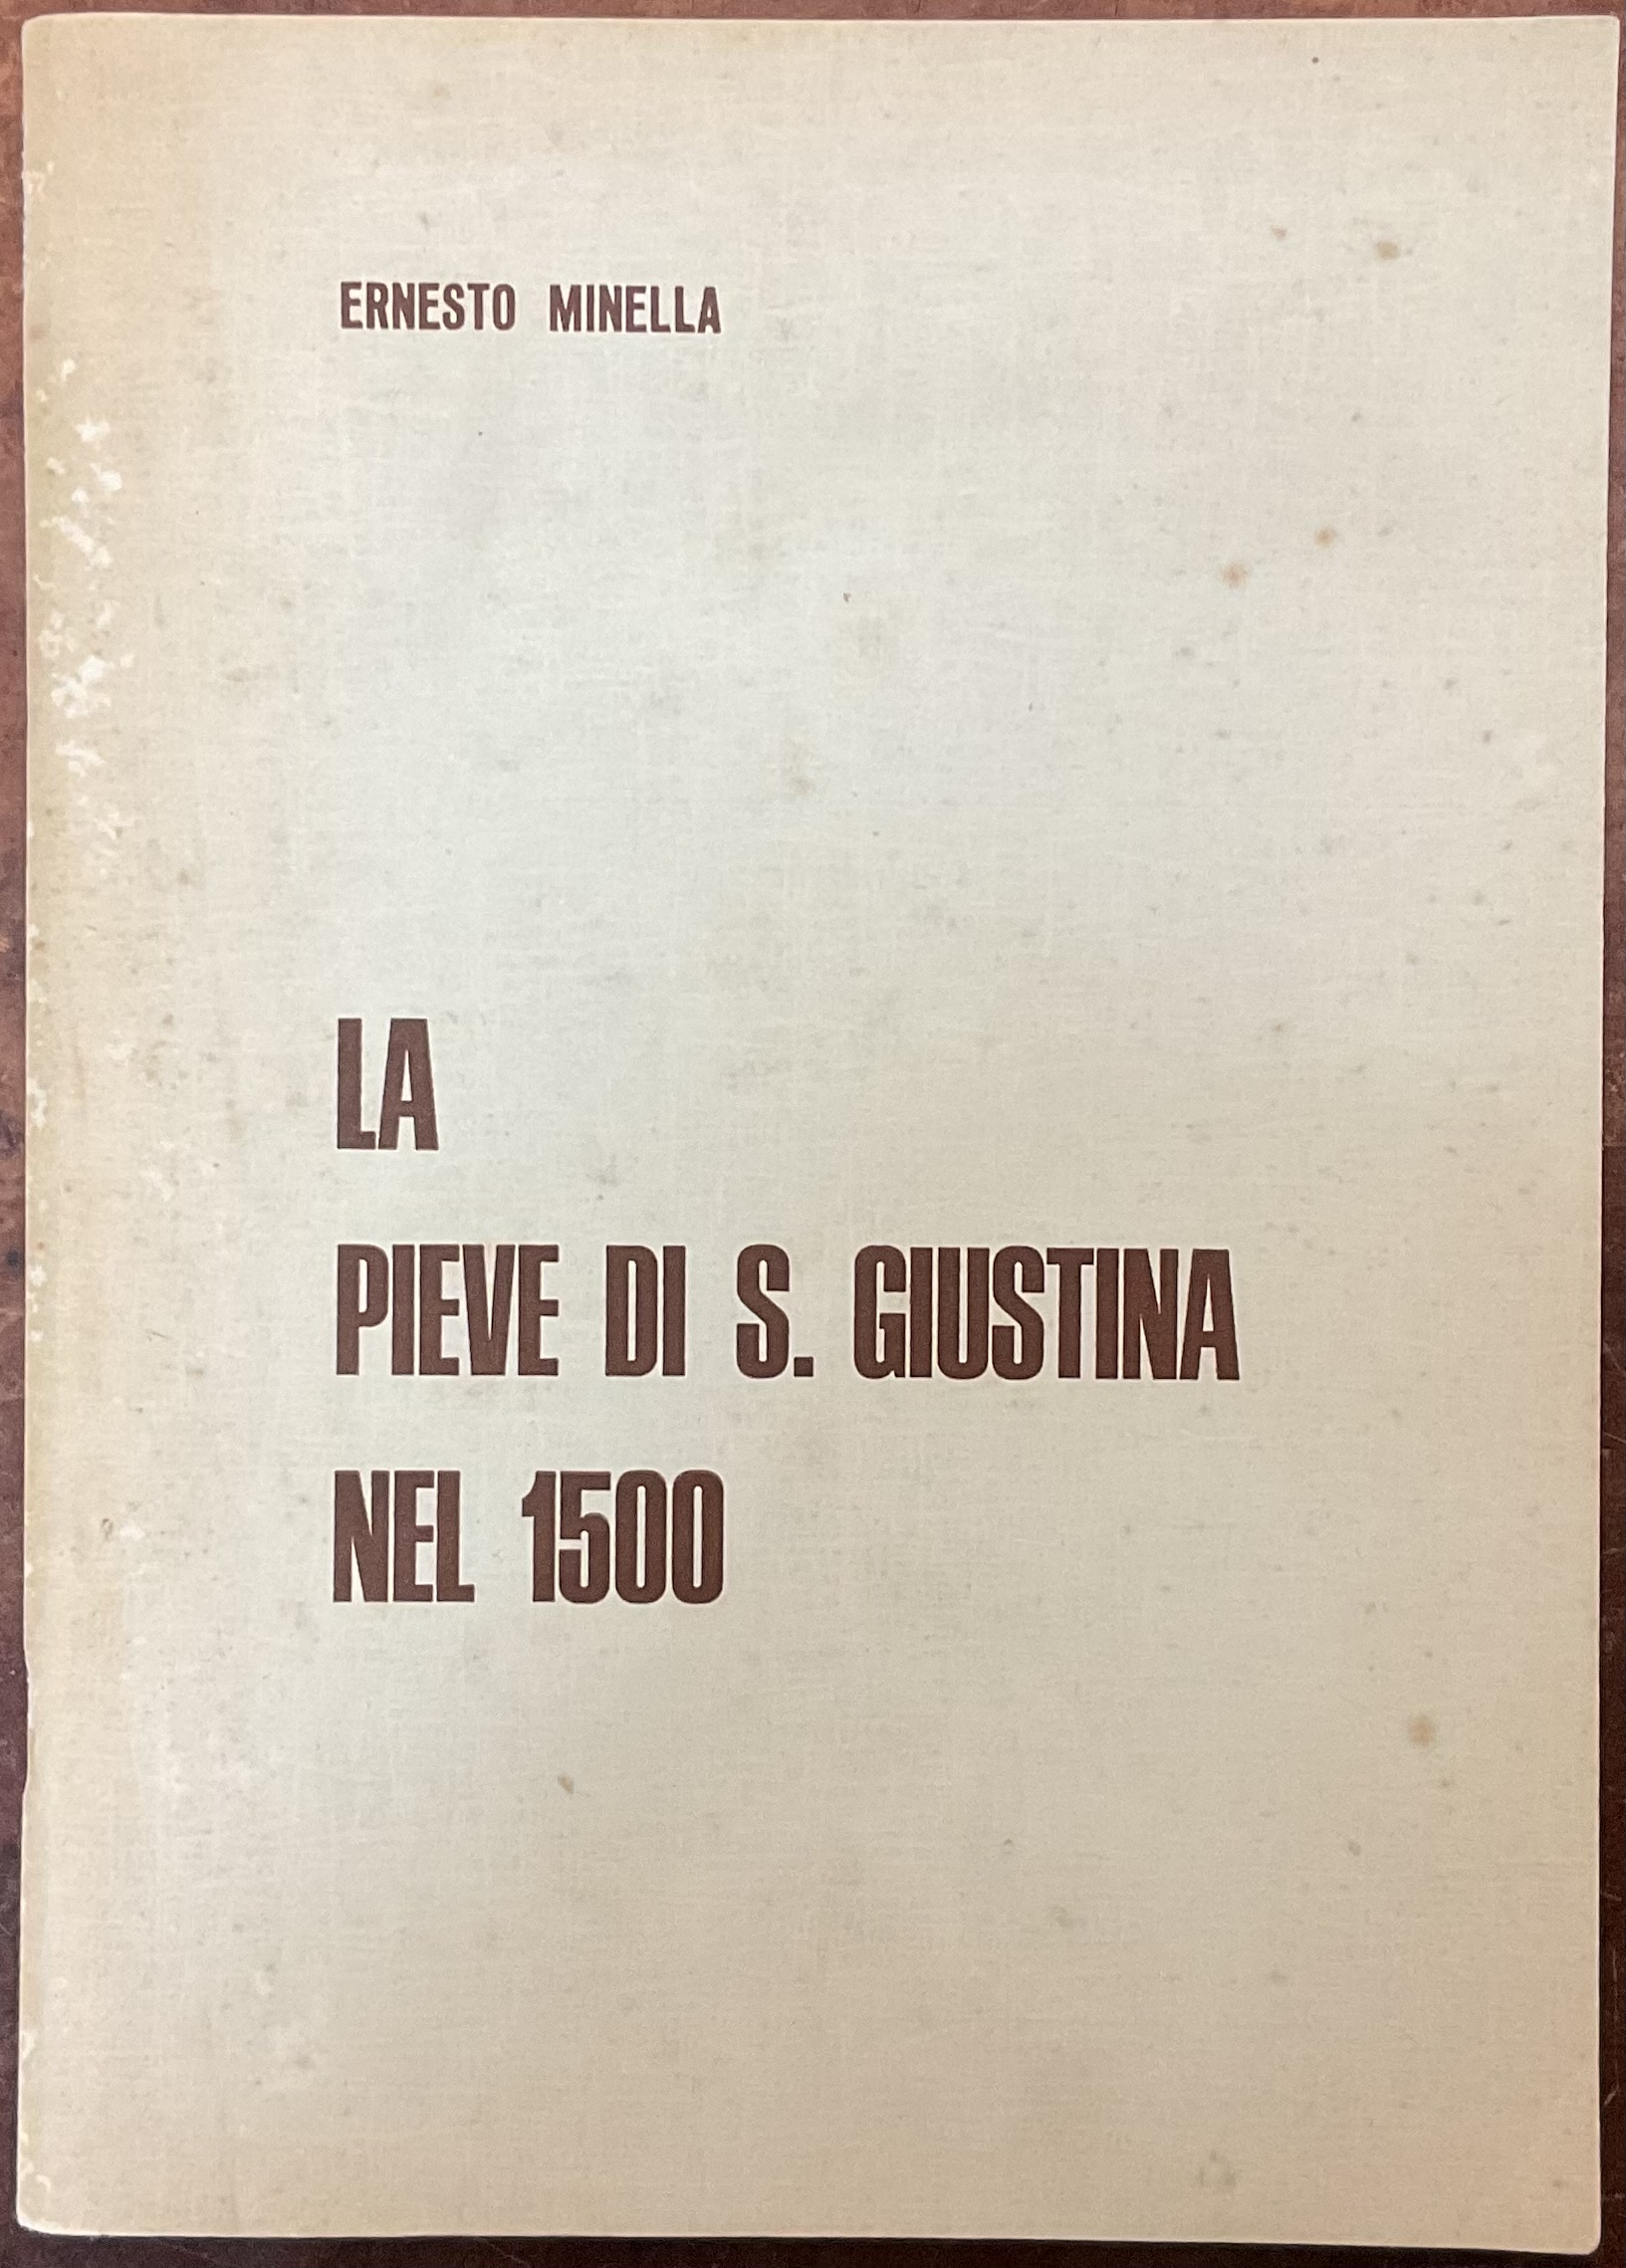 ERNESTO MINELLA
LA
PIEVE DI S. GIUSTINA
NEL 1500